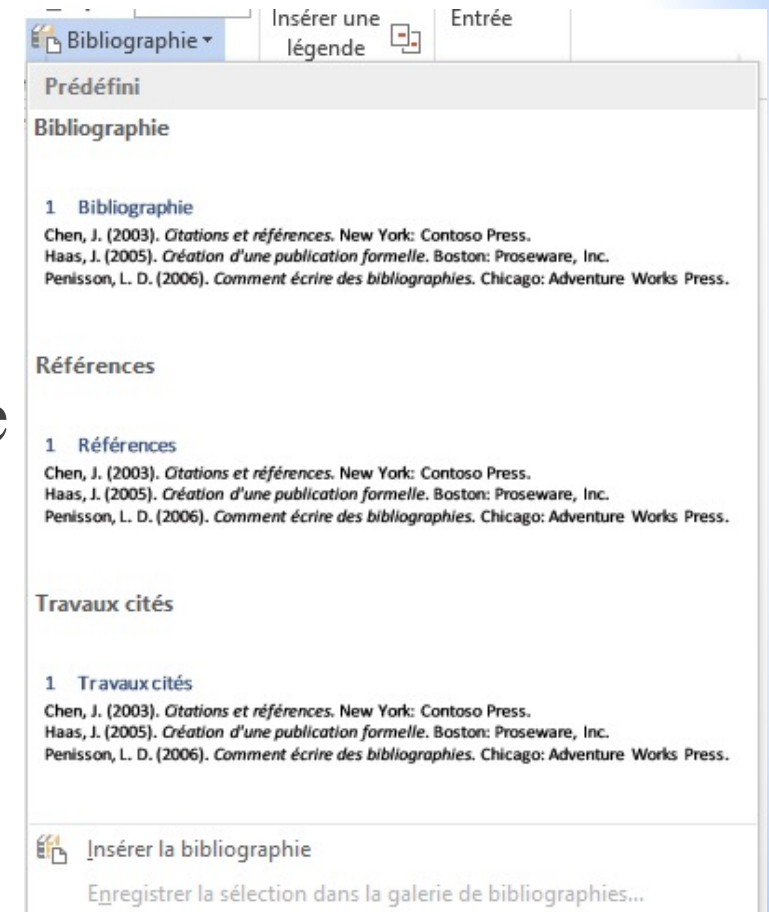 Bibliographie
Insérer une
légende
Entrée
Prédéfini
Bibliographie
1 Bibliographie
Chen, J. (2003). Citations et références. New York: Contoso Press.
Haas, J. (2005). Création d'une publication formelle. Boston: Proseware, Inc.
Penisson, L. D. (2006). Comment écrire des bibliographies. Chicago: Adventure Works Press.
Références
e
1 Références
Chen, J. (2003). Citations et références. New York: Contoso Press.
Haas, J. (2005). Création d'une publication formelle. Boston: Proseware, Inc.
Penisson, L. D. (2006). Comment écrire des bibliographies. Chicago: Adventure Works Press.
Travaux cités
1 Travaux cités
Chen, J. (2003). Citations et références. New York: Contoso Press.
Haas, J. (2005). Création d'une publication formelle. Boston: Proseware, Inc.
Penisson, L. D. (2006). Comment écrire des bibliographies. Chicago: Adventure Works Press.
Insérer la bibliographie
Enregistrer la sélection dans la galerie de bibliographies...